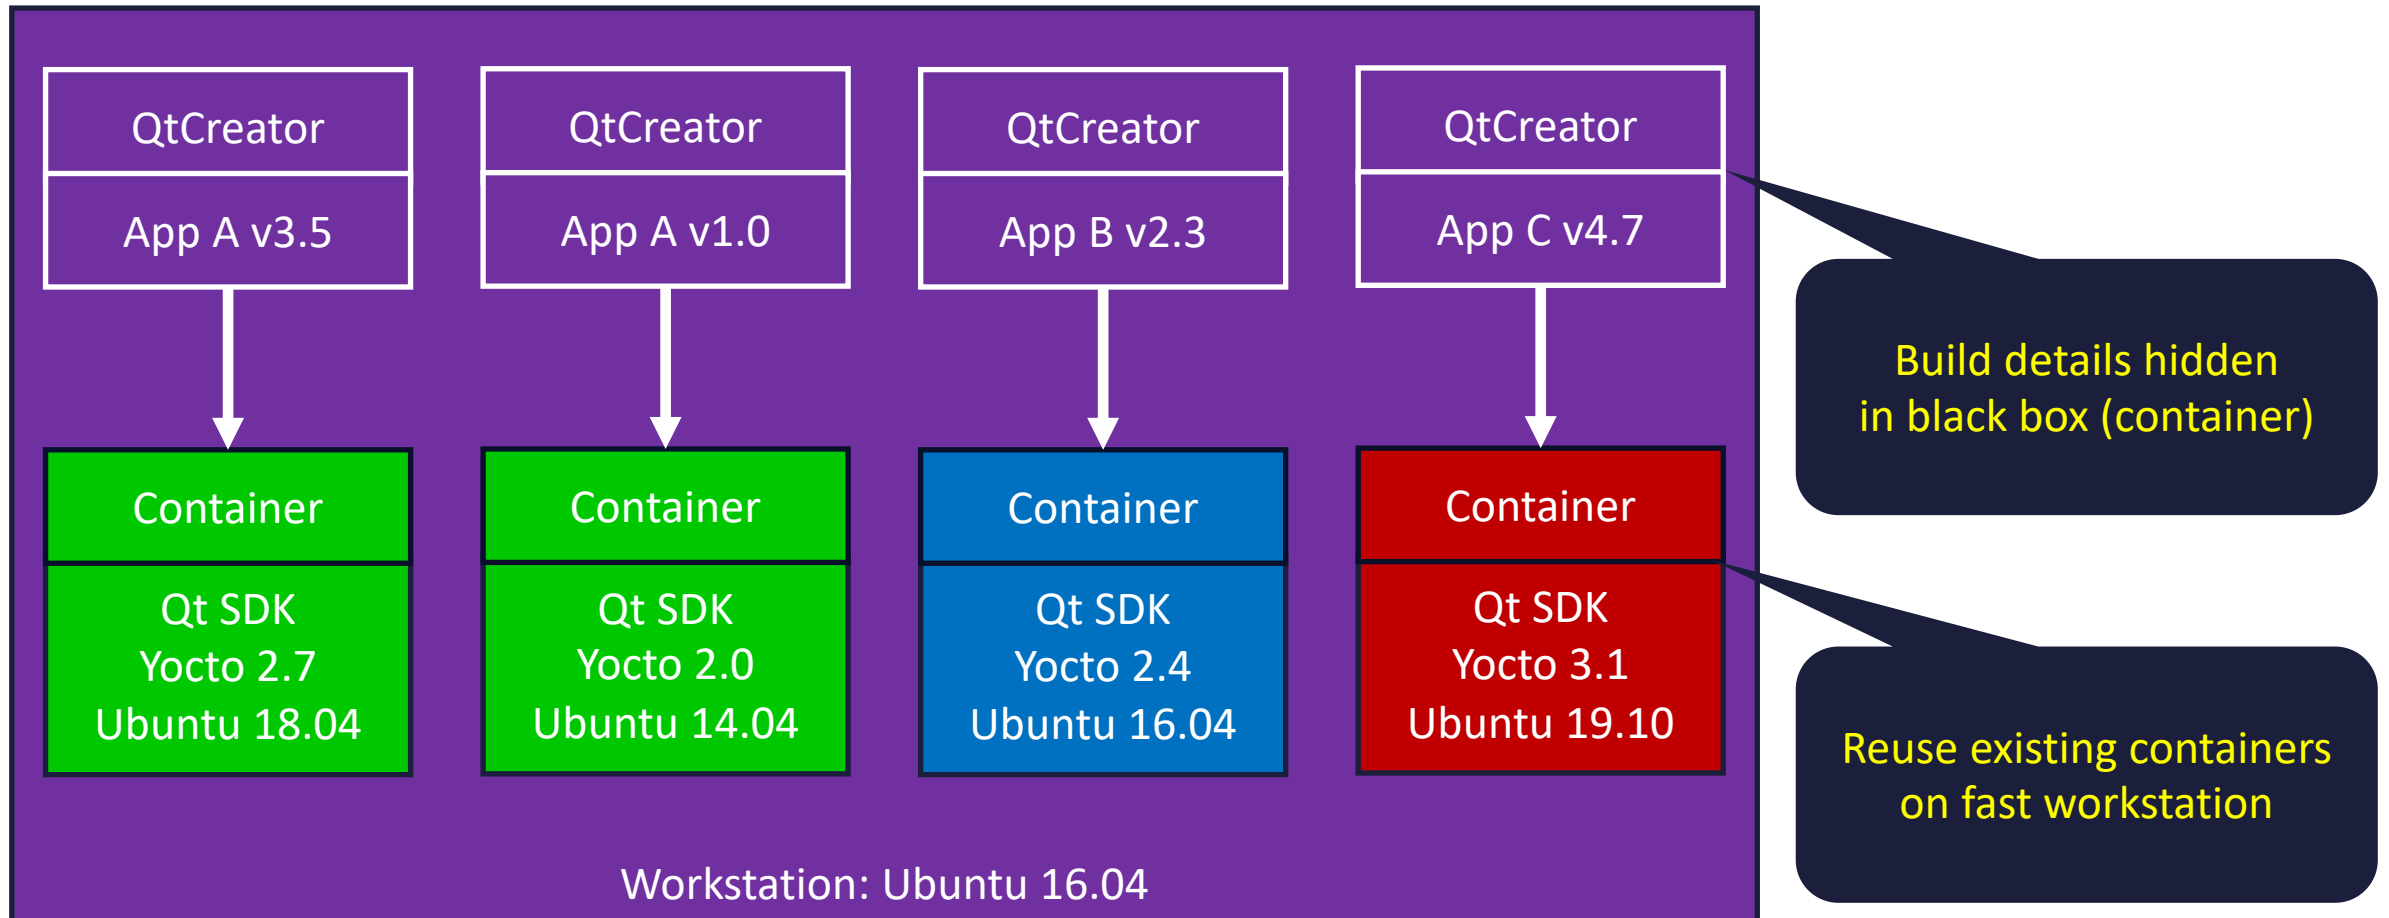 QtCreator
App A v3.5
QtCreator
App A v1.0
QtCreator
App B v2.3
QtCreator
App C v4.7
Build details hidden
in black box (container)
Container
Qt SDK
Yocto 2.7
Ubuntu 18.04
Container
Qt SDK
Yocto 2.0
Ubuntu 14.04
Container
Qt SDK
Yocto 2.4
Ubuntu 16.04
Container
Qt SDK
Yocto 3.1
Ubuntu 19.10
Reuse existing containers
on fast workstation
Workstation: Ubuntu 16.04